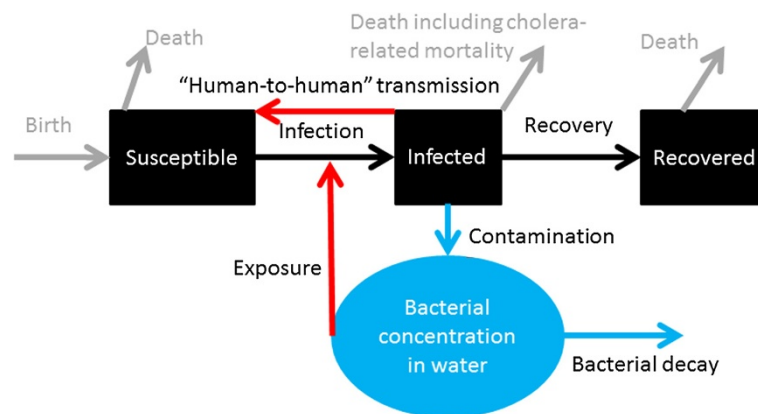 Death
Death including cholera-
related mortality
Death
“Human-to-human” transmission
Birth
Infection
Recovery
Susceptible
Infected
Recovered
Contamination
Exposure
Bacterial
concentration
in water
Bacterial decay